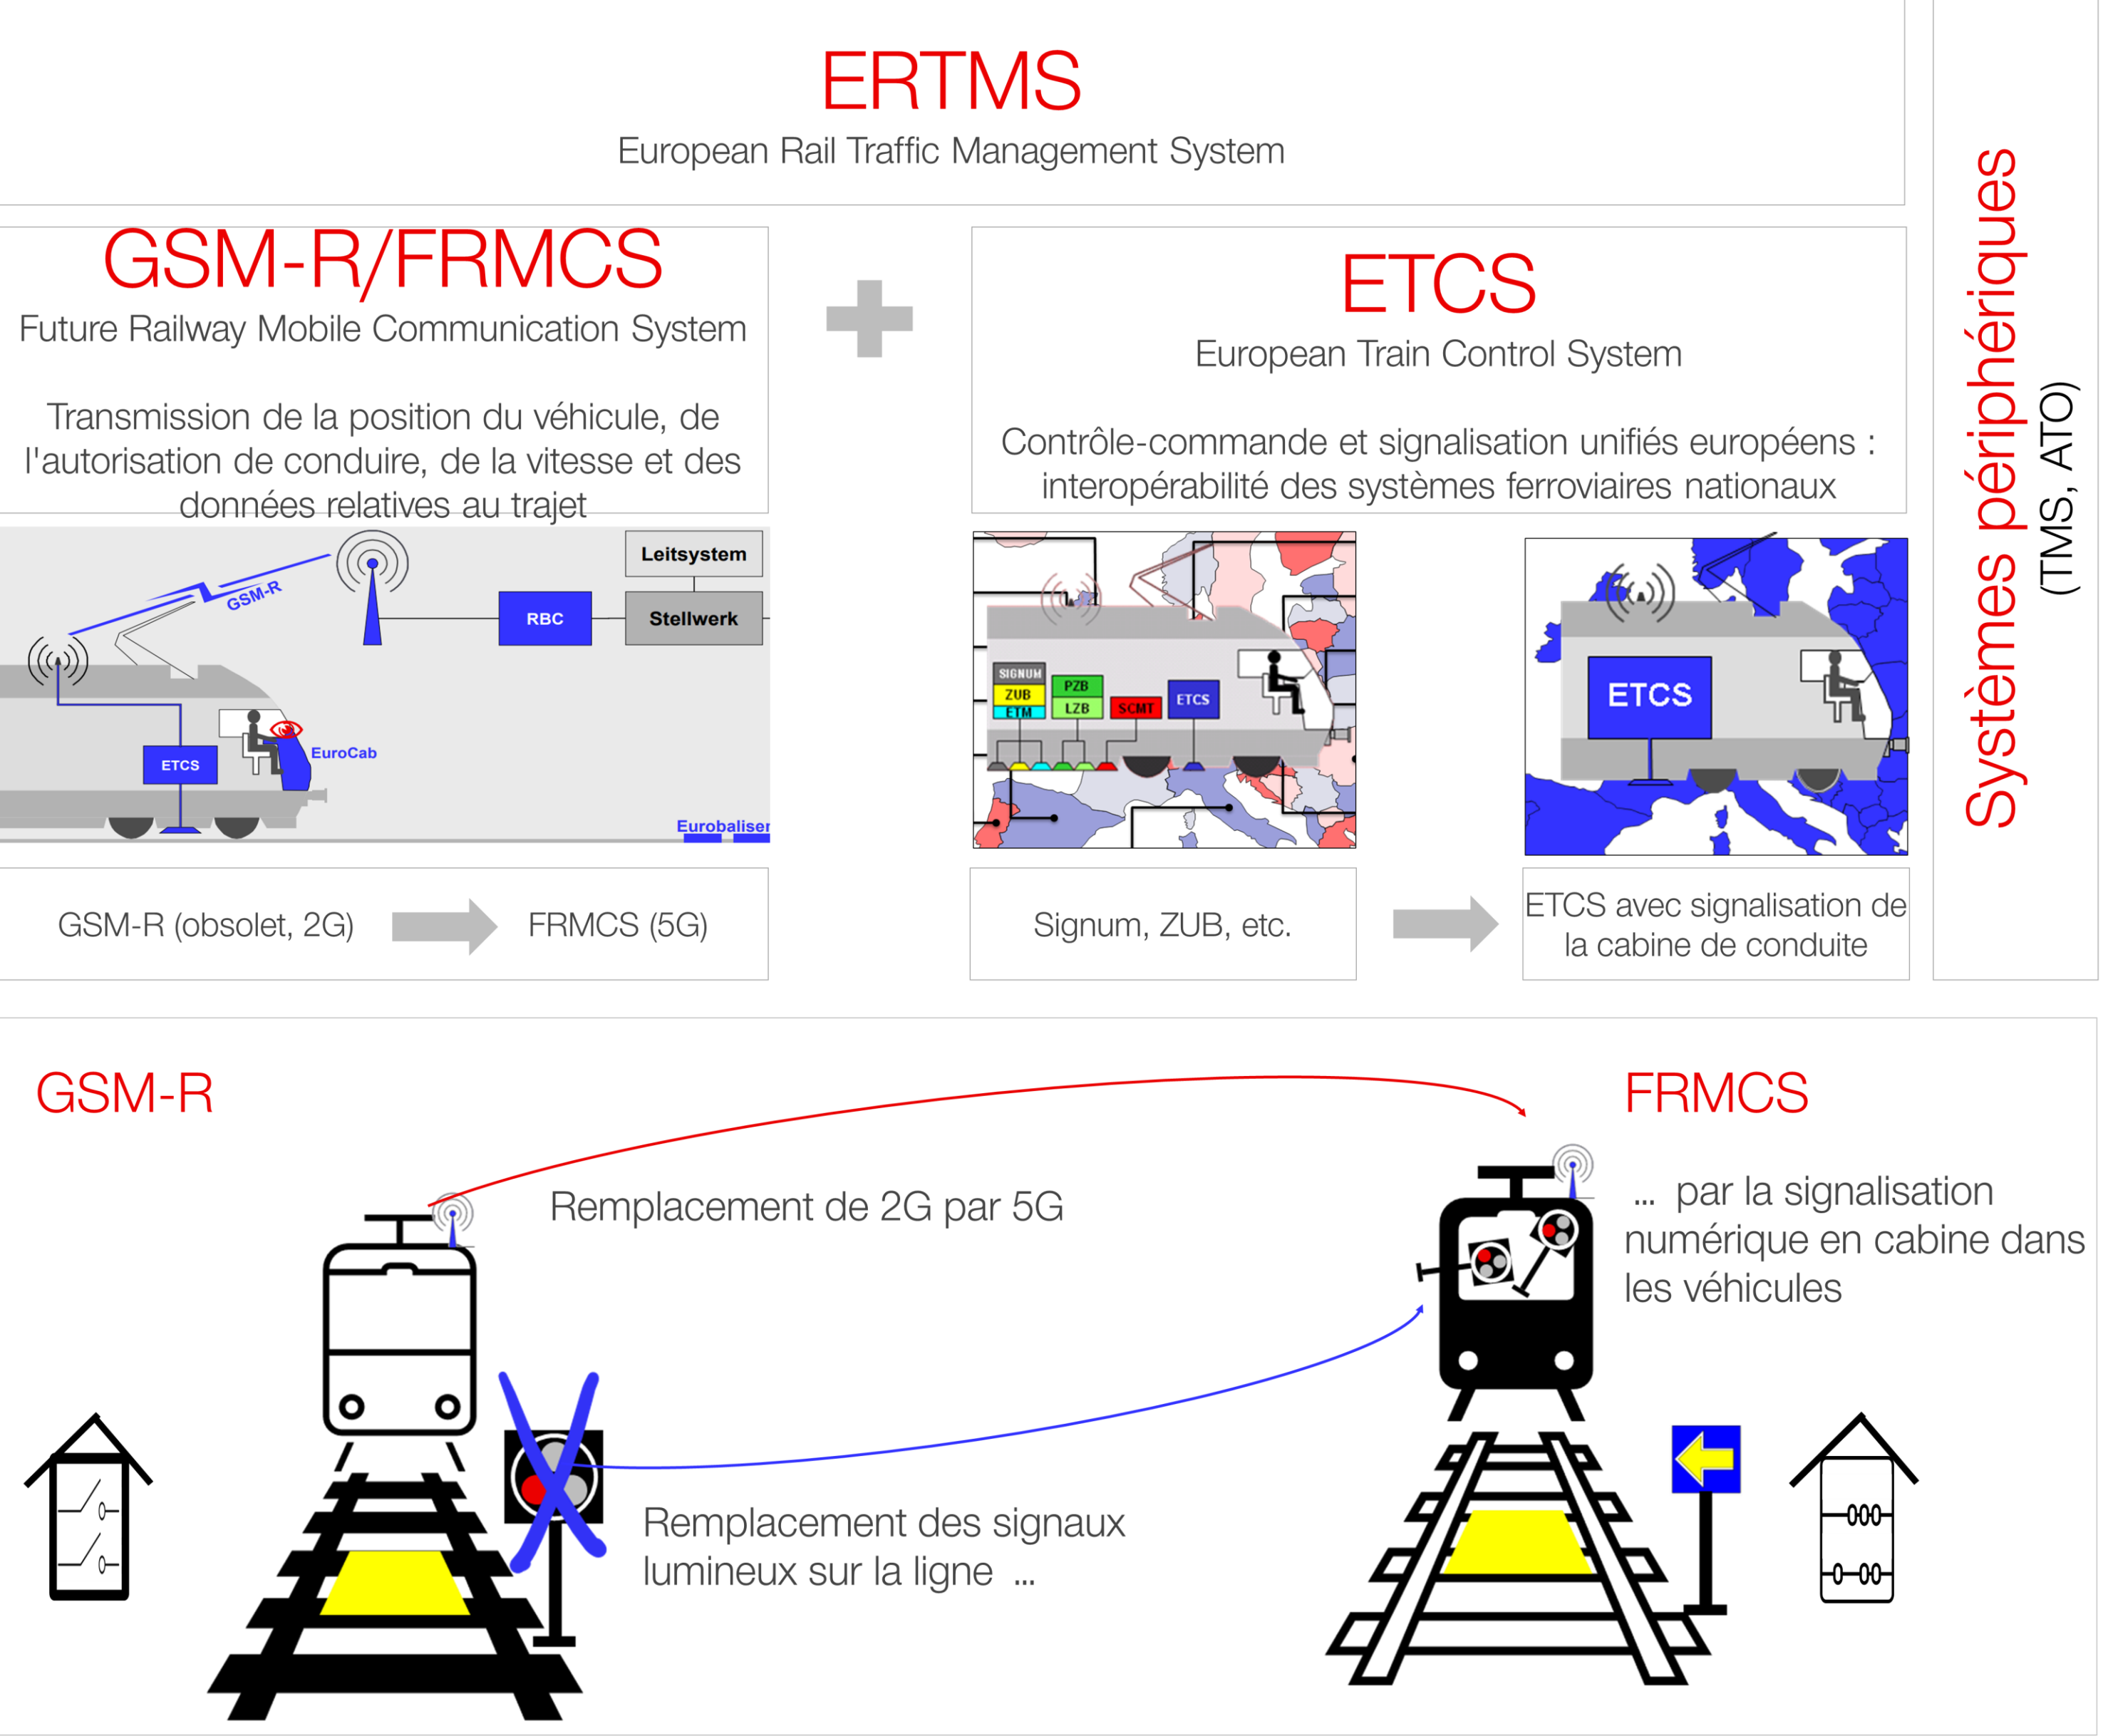 ERTMS
European Rail Traffic Management System
Systèmes périphériques
(TMS, ATO)
GSM-R/FRMCS
Future Railway Mobile Communication System
Transmission de la position du véhicule, de
l'autorisation de conduire, de la vitesse et des
données relatives au trajet
ETCS
European Train Control System
Contrôle-commande et signalisation unifiés européens :
interopérabilité des systèmes ferroviaires nationaux
GSM-R
Leitsystem
RBC
Stellwerk
ETCS
EuroCab
Eurobaliser
SIGNUM
ZUB
ETM
PZB
LZB
SCMT
ETCS
ETCS
GSM-R (obsolet, 2G)
FRMCS (5G)
Signum, ZUB, etc.
ETCS avec signalisation de
la cabine de conduite
GSM-R
FRMCS
Remplacement de 2G par 5G
... par la signalisation
numérique en cabine dans
les véhicules
Remplacement des signaux
lumineux sur la ligne ...